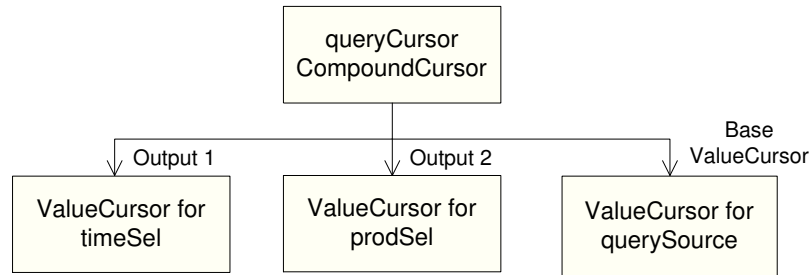 queryCursor
CompoundCursor
Output 1
Output 2
Base
ValueCursor
ValueCursor for
timeSel
ValueCursor for
prodSel
ValueCursor for
querySource